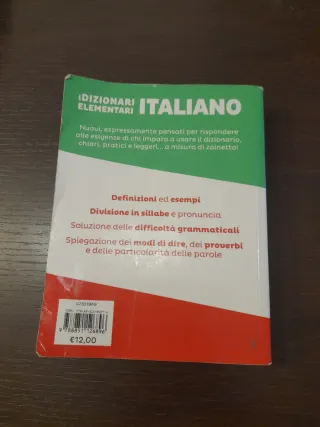 i DIZIONARI
ELEMENTARI ITALIANO
Nuovi, espressamente pensati per rispondere
alle esigenze di chi impara a usare il dizionario,
chiari, pratici e leggeri... a misura di zainetto!
Definizioni ed esempi
Divisione in sillabe e pronuncia
Soluzione delle difficoltà grammaticali
Spiegazione dei modi di dire, dei proverbi
e delle particolarità delle parole
€12,00